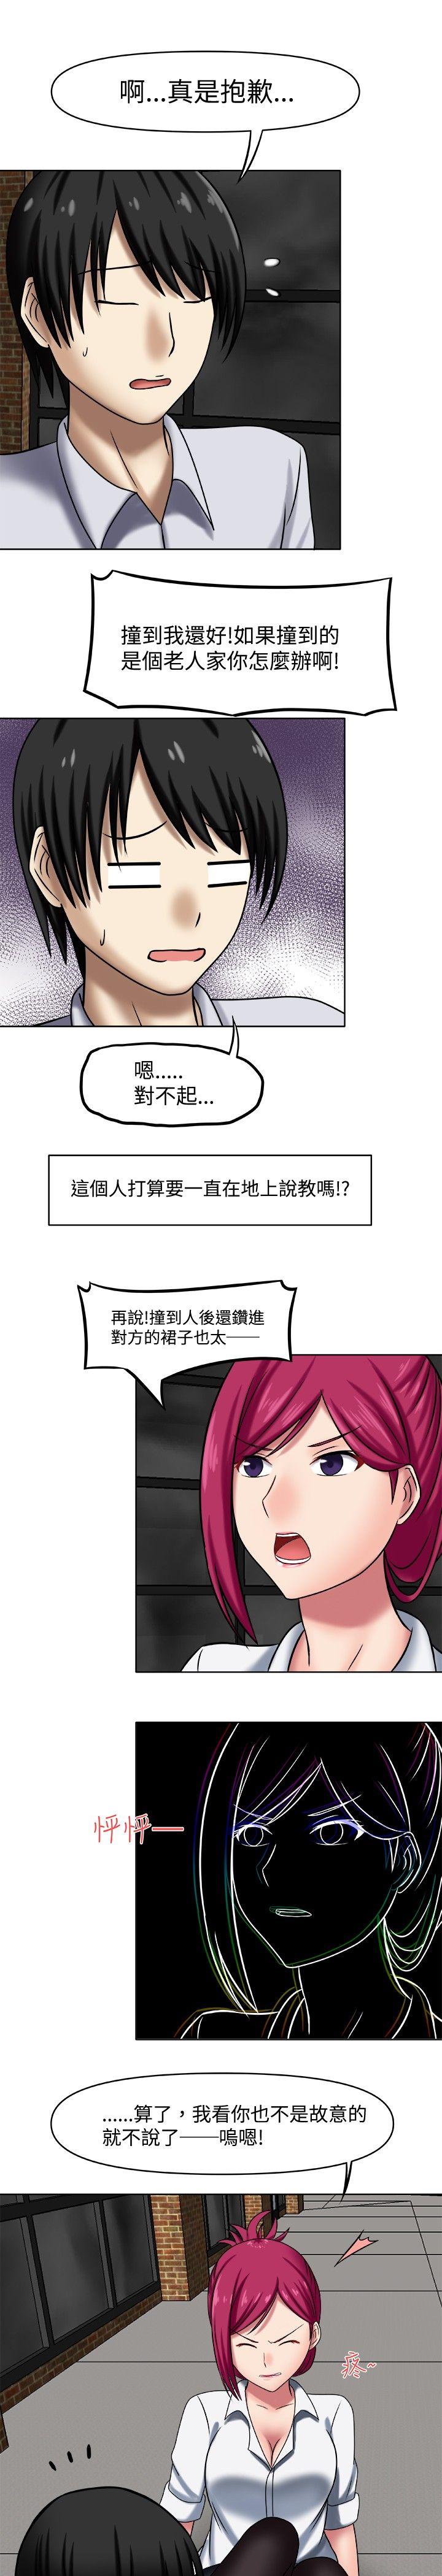 啊...真是抱歉...
撞到我還好!如果撞到的
是個老人家你怎麼辦啊!
嗯.....
對不起...
這個人打算要一直在地上說教嗎!?
再說!撞到人後還鑽進
對方的裙子也太——
怦怦—
......算了，我看你也不是故意的
就不說了——嗚嗯!
疼~